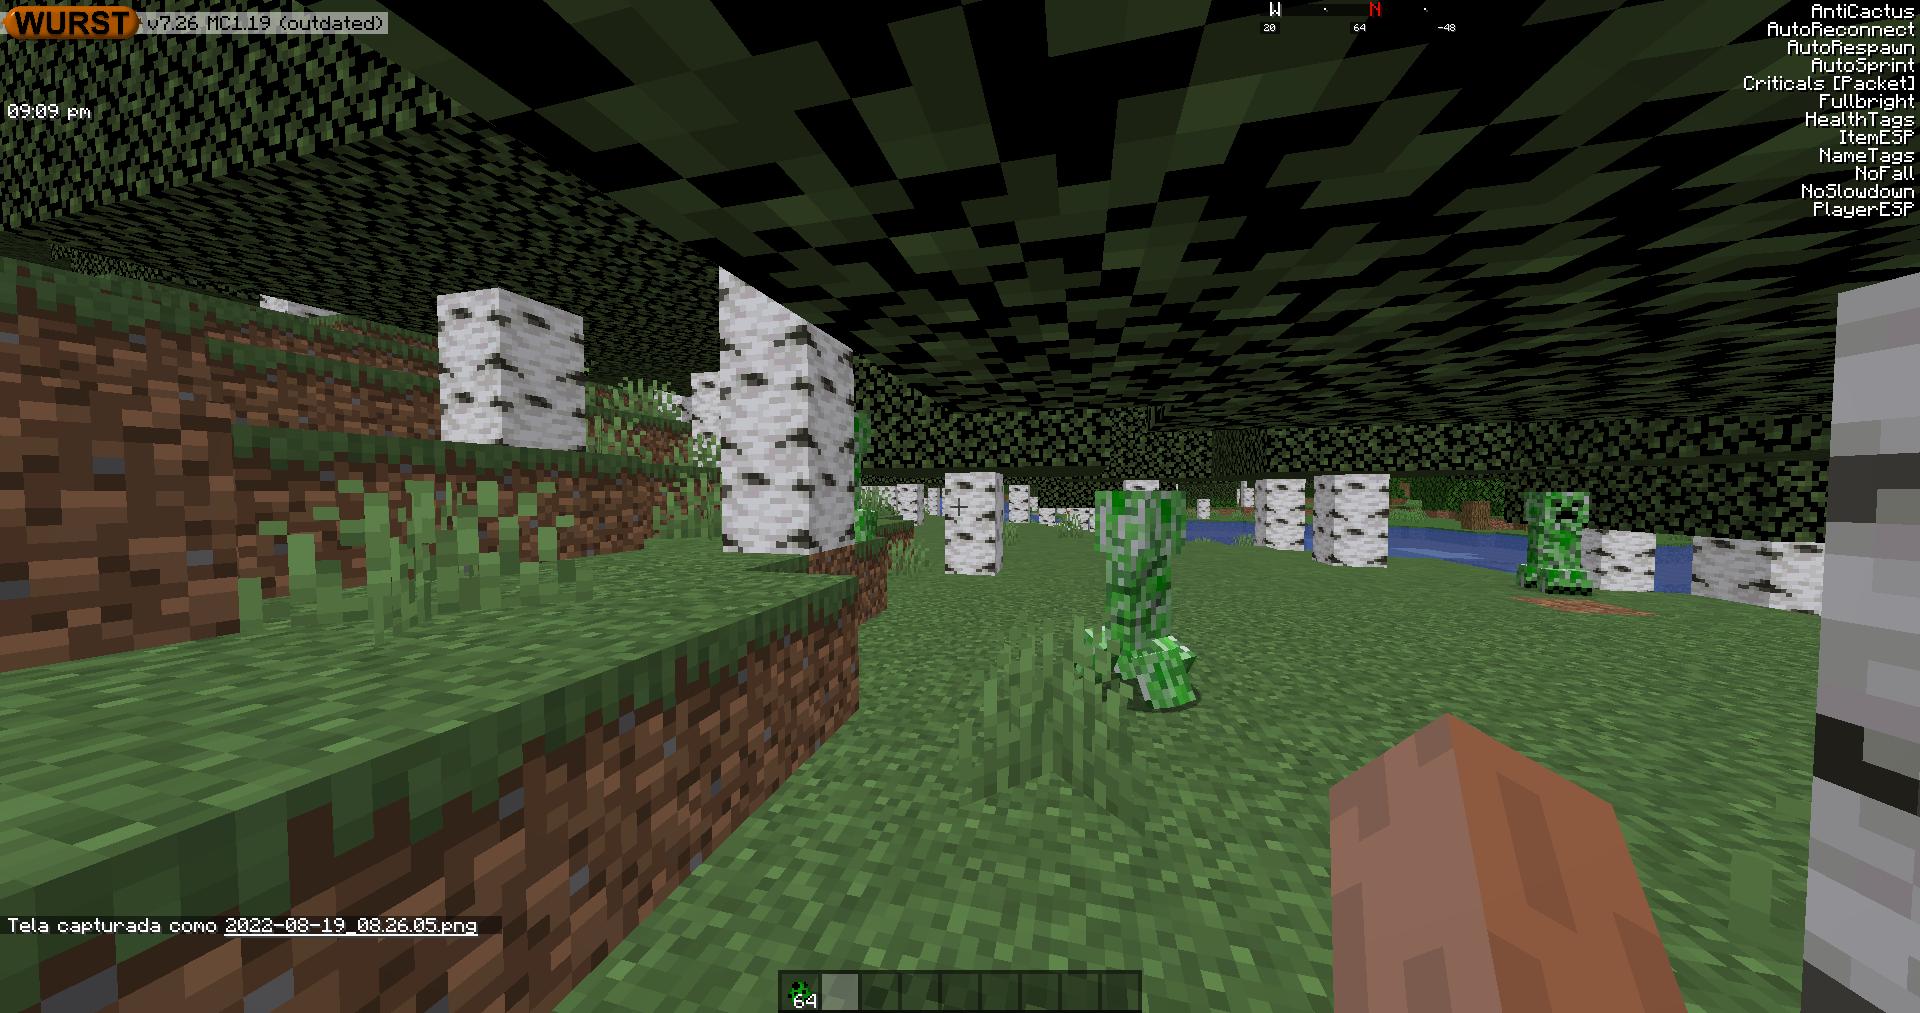 WURST v7.26 MC1.19 (outdated)
W N
20 64 -48
AntiCactus
AutoReconnect
AutoRespawn
AutoSprint
Criticals [Packet]
Fullbright
HealthTags
ItemESP
NameTags
NoFall
NoSlowdown
PlayerESP
09:09 pm
Tela capturada como 2022-08-19_08.26.05.png
64